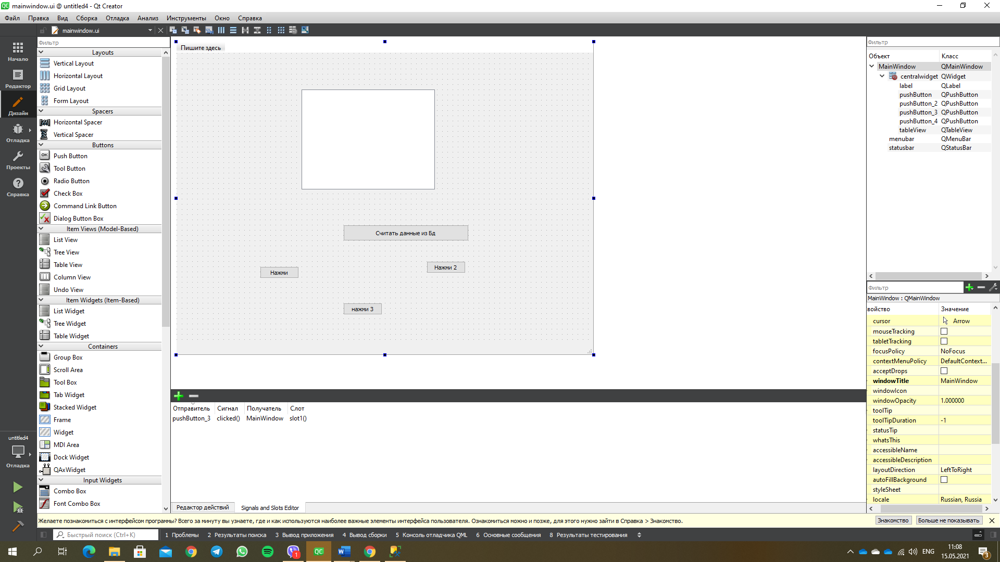 mainwindow.ui @ untitled4 - Qt Creator
Файл Правка Вид Сборка Отладка Анализ Инструменты Окно Справка
mainwindow.ui
Начало
Редактор
Дизайн
Отладка
Проекты
Справка
untitled4
Отладка
Фильтр
Layouts
Vertical Layout
Horizontal Layout
Grid Layout
Form Layout
Spacers
Horizontal Spacer
Vertical Spacer
Buttons
OK Push Button
Tool Button
Radio Button
Check Box
Command Link Button
Dialog Button Box
Item Views (Model-Based)
List View
Tree View
Table View
Column View
Undo View
Item Widgets (Item-Based)
List Widget
Tree Widget
Table Widget
Containers
Group Box
Scroll Area
Tool Box
Tab Widget
Stacked Widget
Frame
Widget
MDI Area
Dock Widget
QAxWidget
Input Widgets
Combo Box
Font Combo Box
Пишите здесь
Считать данные из Бд
Нажми
Нажми 2
нажми 3
Отправитель Сигнал Получатель Слот
pushButton_3 clicked() MainWindow slot1()
Редактор действий Signals and Slots Editor
Фильтр
Объект Класс
MainWindow QMainWindow
centralwidget QWidget
label QLabel
pushButton QPushButton
pushButton_2 QPushButton
pushButton_3 QPushButton
pushButton_4 QPushButton
tableView QTableView
menubar QMenuBar
statusbar QStatusBar
Фильтр
MainWindow : QMainWindow
войство Значение
cursor Arrow
mouseTracking
tabletTracking
focusPolicy NoFocus
contextMenuPolicy DefaultContext...
acceptDrops
windowTitle MainWindow
windowIcon
windowOpacity 1.000000
toolTip
toolTipDuration -1
statusTip
whatsThis
accessibleName
accessibleDescription
layoutDirection LeftToRight
autoFillBackground
styleSheet
locale Russian, Russia
Желаете познакомиться с интерфейсом программы? Всего за минуту вы узнаете, где и как используются наиболее важные элементы интерфейса пользователя. Ознакомиться можно и позже, для этого нужно зайти в Справка > Знакомство.
Знакомство Больше не показывать
Быстрый поиск (Ctrl+K) 1 Проблемы 2 Результаты поиска 3 Вывод приложения 4 Вывод сборки 5 Консоль отладчика QML 6 Основные сообщения 8 Результаты тестирования
1 QC ENG 11:08
15.05.2021
3